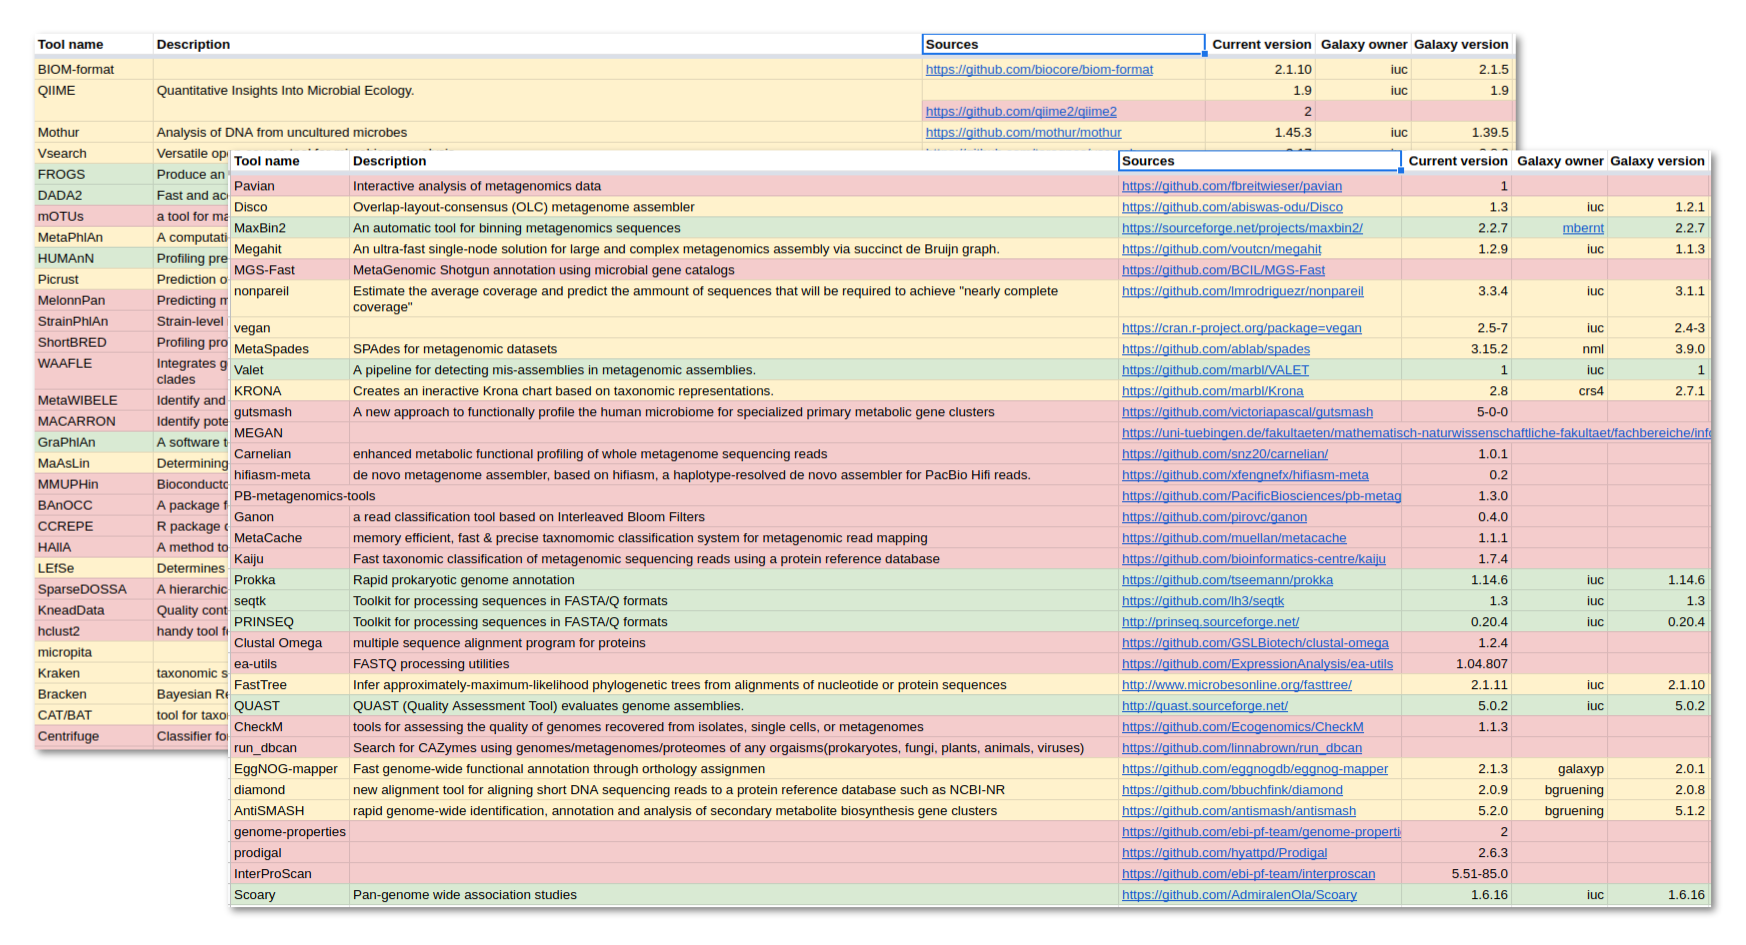 Tool name Description Sources Current version Galaxy owner Galaxy version
BIOM-format https://github.com/biocore/biom-format 2.1.10 iuc 2.1.5
QIIME Quantitative Insights Into Microbial Ecology. 1.9 iuc 1.9
https://github.com/qiime2/qiime2 2
Mothur Analysis of DNA from uncultured microbes https://github.com/mothur/mothur 1.45.3 iuc 1.39.5
Vsearch Versatile
FROGS Produce an
DADA2 Fast and
mOTUs a tool for
MetaPhlAn A
HUMAnN Profiling
Picrust Prediction
MelonnPan Predicting
StrainPhlAn Strain-level
ShortBRED Profiling
WAAFLE Integrates
clades
MetaWIBELE Identify and
MACARRON Identify
GraPhlAn A software
MaAsLin Determining
MMUPHin
BAnOCC A package
CCREPE R package
HAllA A method to
LEfSe Determines
SparseDOSSA A
KneadData Quality
hclust2 handy tool
micropita
Kraken taxonomic
Bracken Bayesian
CAT/BAT tool for
Centrifuge Classifier
Tool name Description Sources Current version Galaxy owner Galaxy version
Pavian Interactive analysis of metagenomics data https://github.com/fbreitwieser/pavian 1
Disco Overlap-layout-consensus (OLC) metagenome assembler https://github.com/abiswas-odu/Disco 1.3 iuc 1.2.1
MaxBin2 An automatic tool for binning metagenomics sequences https://sourceforge.net/projects/maxbin2/ 2.2.7 mbernt 2.2.7
Megahit An ultra-fast single-node solution for large and complex metagenomics assembly via succinct de Bruijn graph. https://github.com/voutcn/megahit 1.2.9 iuc 1.1.3
MGS-Fast MetaGenomic Shotgun annotation using microbial gene catalogs https://github.com/BCIL/MGS-Fast
nonpareil Estimate the average coverage and predict the ammount of sequences that will be required to achieve "nearly complete https://github.com/lmrodriguezr/nonpareil 3.3.4 iuc 3.1.1
coverage"
vegan https://cran.r-project.org/package=vegan 2.5-7 iuc 2.4-3
MetaSpades SPAdes for metagenomic datasets https://github.com/ablab/spades 3.15.2 nml 3.9.0
Valet A pipeline for detecting mis-assemblies in metagenomic assemblies. https://github.com/marbl/VALET 1 iuc 1
KRONA Creates an ineractive Krona chart based on taxonomic representations. https://github.com/marbl/Krona 2.8 crs4 2.7.1
gutsmash A new approach to functionally profile the human microbiome for specialized primary metabolic gene clusters https://github.com/victoriapascal/gutsmash 5-0-0
MEGAN https://uni-tuebingen.de/fakultaeten/mathematisch-naturwissenschaftliche-fakultaet/fachbereiche/info
Carnelian enhanced metabolic functional profiling of whole metagenome sequencing reads https://github.com/snz20/carnelian/ 1.0.1
hifiasm-meta de novo metagenome assembler, based on hifiasm, a haplotype-resolved de novo assembler for PacBio Hifi reads. https://github.com/xfengnefx/hifiasm-meta 0.2
PB-metagenomics-tools https://github.com/PacificBiosciences/pb-metag 1.3.0
Ganon a read classification tool based on Interleaved Bloom Filters https://github.com/pirovc/ganon 0.4.0
MetaCache memory efficient, fast & precise taxnomomic classification system for metagenomic read mapping https://github.com/muellan/metacache 1.1.1
Kaiju Fast taxonomic classification of metagenomic sequencing reads using a protein reference database https://github.com/bioinformatics-centre/kaiju 1.7.4
Prokka Rapid prokaryotic genome annotation https://github.com/tseemann/prokka 1.14.6 iuc 1.14.6
seqtk Toolkit for processing sequences in FASTA/Q formats https://github.com/lh3/seqtk 1.3 iuc 1.3
PRINSEQ Toolkit for processing sequences in FASTA/Q formats http://prinseq.sourceforge.net/ 0.20.4 iuc 0.20.4
Clustal Omega multiple sequence alignment program for proteins https://github.com/GSLBiotech/clustal-omega 1.2.4
ea-utils FASTQ processing utilities https://github.com/ExpressionAnalysis/ea-utils 1.04.807
FastTree Infer approximately-maximum-likelihood phylogenetic trees from alignments of nucleotide or protein sequences http://www.microbesonline.org/fasttree/ 2.1.11 iuc 2.1.10
QUAST QUAST (Quality Assessment Tool) evaluates genome assemblies. http://quast.sourceforge.net/ 5.0.2 iuc 5.0.2
CheckM tools for assessing the quality of genomes recovered from isolates, single cells, or metagenomes https://github.com/Ecogenomics/CheckM 1.1.3
run_dbcan Search for CAZymes using genomes/metagenomes/proteomes of any orgaisms(prokaryotes, fungi, plants, animals, viruses) https://github.com/linnabrown/run_dbcan
EggNOG-mapper Fast genome-wide functional annotation through orthology assignmen https://github.com/eggnogdb/eggnog-mapper 2.1.3 galaxyp 2.0.1
diamond new alignment tool for aligning short DNA sequencing reads to a protein reference database such as NCBI-NR https://github.com/bbuchfink/diamond 2.0.9 bgruening 2.0.8
AntiSMASH rapid genome-wide identification, annotation and analysis of secondary metabolite biosynthesis gene clusters https://github.com/antismash/antismash 5.2.0 bgruening 5.1.2
genome-properties https://github.com/ebi-pf-team/genome-properti 2
prodigal https://github.com/hyattpd/Prodigal 2.6.3
InterProScan https://github.com/ebi-pf-team/interproscan 5.51-85.0
Scoary Pan-genome wide association studies https://github.com/AdmiralenOla/Scoary 1.6.16 iuc 1.6.16